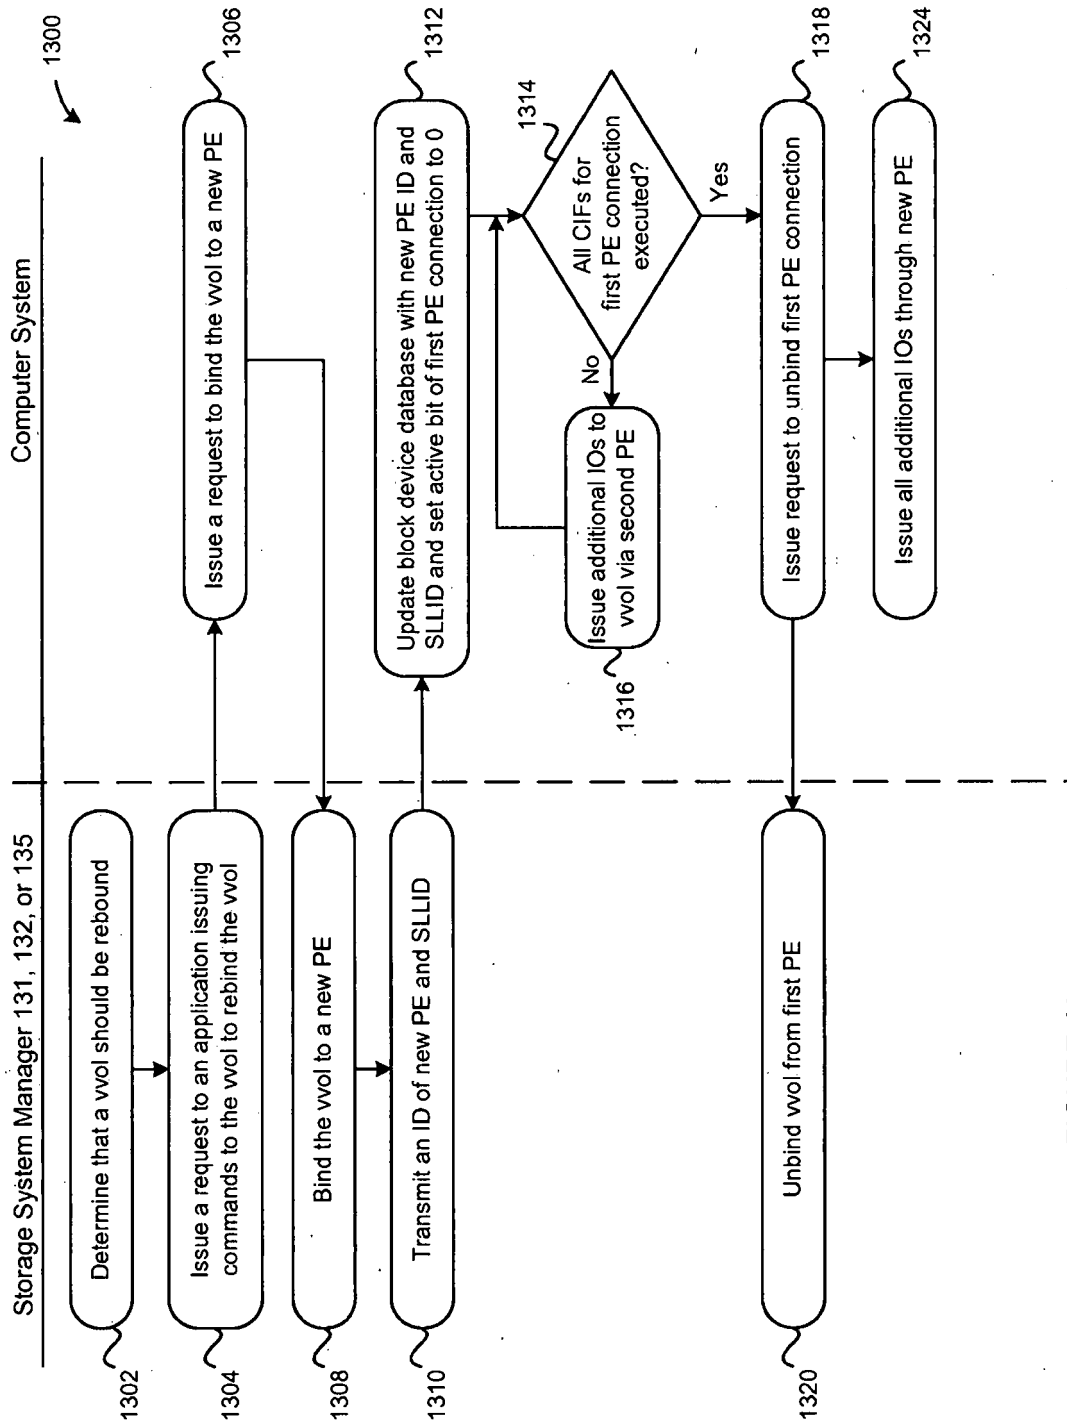 1300
Storage System Manager 131, 132, or 135
Computer System
Determine that a vvol should be rebound
1302
Issue a request to an application issuing
commands to the vvol to rebind the vvol
1304
Issue a request to bind the vvol to a new PE
1306
Bind the vvol to a new PE
1308
Transmit an ID of new PE and SLLID
1310
Update block device database with new PE ID and
SLLID and set active bit of first PE connection to 0
1312
All CIFs for
first PE connection
executed?
1314
No
Yes
Issue additional IOs to
vvol via second PE
1316
Issue request to unbind first PE connection
1318
Unbind vvol from first PE
1320
Issue all additional IOs through new PE
1324